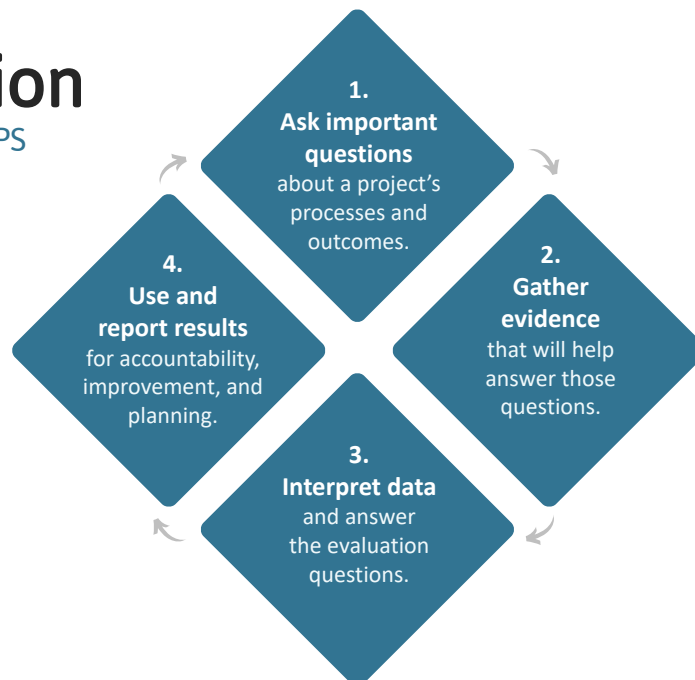 ion
PS
1.
Ask important
questions
about a project's
processes and
outcomes.
2.
Gather
evidence
that will help
answer those
questions.
3.
Interpret data
and answer
the evaluation
questions.
4.
Use and
report results
for accountability,
improvement, and
planning.